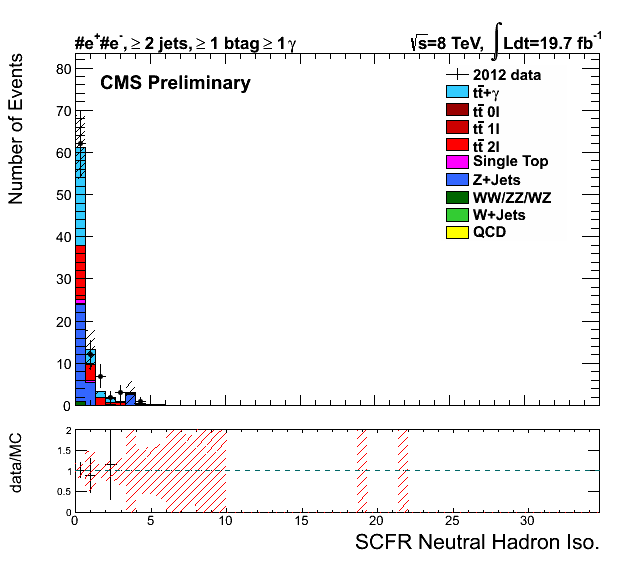 #e⁺#e⁻, ≥ 2 jets, ≥ 1 btag ≥ 1 γ
√s=8 TeV, ∫ Ldt=19.7 fb⁻¹
CMS Preliminary
2012 data
tt̄+γ
tt̄ 0l
tt̄ 1l
tt̄ 2l
Single Top
Z+Jets
WW/ZZ/WZ
W+Jets
QCD
Number of Events
80
70
60
50
40
30
20
10
0
data/MC
2
1.5
1
0.5
0
0 5 10 15 20 25 30
SCFR Neutral Hadron Iso.